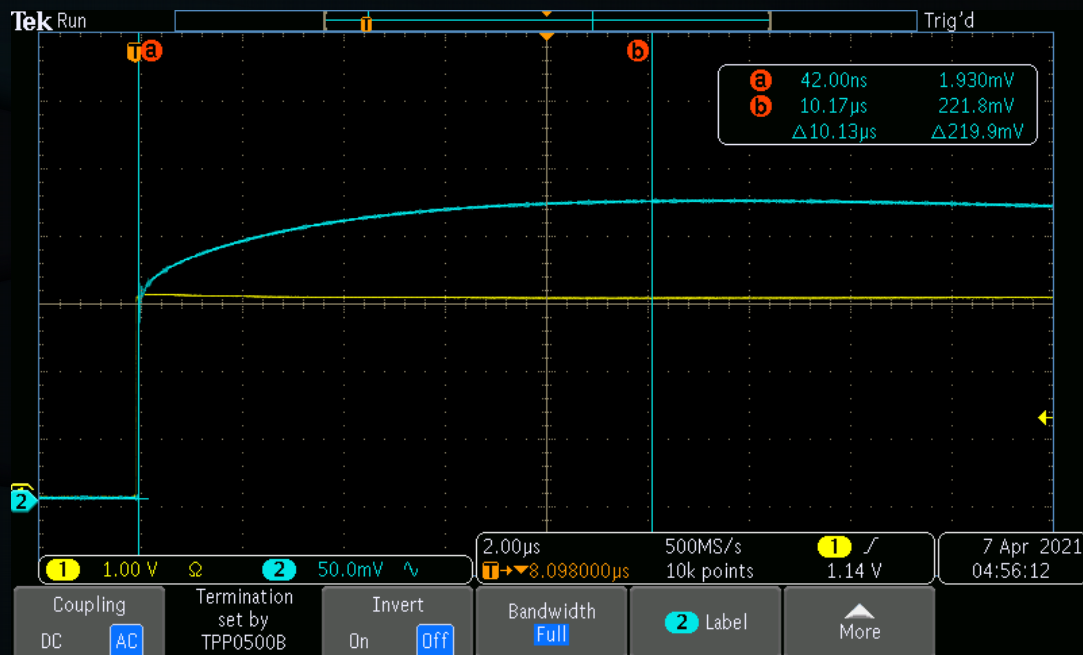 Tek Run Trig'd
T a b
a 42.00ns 1.930mV
b 10.17µs 221.8mV
Δ10.13µs Δ219.9mV
2
1 1.00 V Ω 2 50.0mV
2.00µs 500MS/s 1
T→▼8.098000µs 10k points 1.14 V
7 Apr 2021
04:56:12
Coupling
DC AC
Termination
set by
TPP0500B
Invert
On Off
Bandwidth
Full
2 Label
More